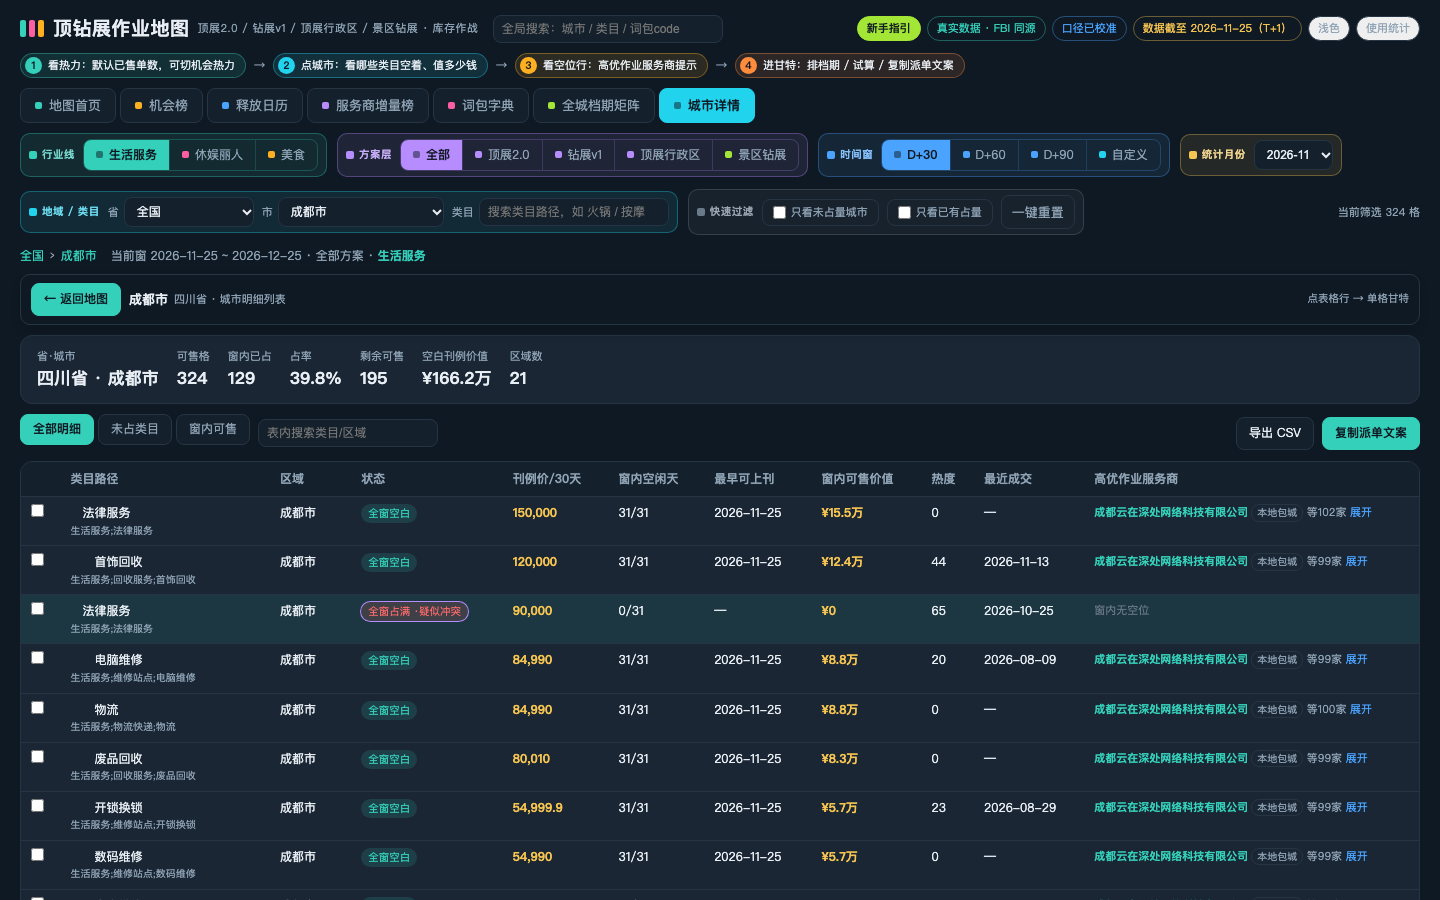 顶钻展作业地图 顶展2.0 / 钻展v1 / 顶展行政区 / 景区钻展 · 库存作战 全局搜索：城市 / 类目 / 词包code 新手指引 真实数据 · FBI 同源 口径已校准 数据截至 2026-11-25（T+1） 浅色 使用统计
1 看热力：默认已售单数，可切机会热力 → 2 点城市：看哪些类目空着、值多少钱 → 3 看空位行：高优作业服务商提示 → 4 进甘特：排档期 / 试算 / 复制派单文案
地图首页 机会榜 释放日历 服务商增量榜 词包字典 全城档期矩阵 城市详情
行业线 生活服务 休娱丽人 美食 方案层 全部 顶展2.0 钻展v1 顶展行政区 景区钻展 时间窗 D+30 D+60 D+90 自定义 统计月份 2026-11
地域 / 类目 省 全国 市 成都市 类目 搜索类目路径，如 火锅 / 按摩 快速过滤 只看未占量城市 只看已有占量 一键重置 当前筛选 324 格
全国 › 成都市 当前窗 2026-11-25 ~ 2026-12-25 · 全部方案 · 生活服务
← 返回地图 成都市 四川省 · 城市明细列表 点表格行 → 单格甘特
省·城市 可售格 窗内已占 占率 剩余可售 空白刊例价值 区域数
四川省 · 成都市 324 129 39.8% 195 ¥166.2万 21
全部明细 未占类目 窗内可售 表内搜索类目/区域 导出 CSV 复制派单文案
类目路径 区域 状态 刊例价/30天 窗内空闲天 最早可上刊 窗内可售价值 热度 最近成交 高优作业服务商
法律服务 成都市 全窗空白 150,000 31/31 2026-11-25 ¥15.5万 0 — 成都云在深处网络科技有限公司 本地包城 等102家 展开
生活服务;法律服务
首饰回收 成都市 全窗空白 120,000 31/31 2026-11-25 ¥12.4万 44 2026-11-13 成都云在深处网络科技有限公司 本地包城 等99家 展开
生活服务;回收服务;首饰回收
法律服务 成都市 全窗占满 ·疑似冲突 90,000 0/31 — ¥0 65 2026-10-25 窗内无空位
生活服务;法律服务
电脑维修 成都市 全窗空白 84,990 31/31 2026-11-25 ¥8.8万 20 2026-08-09 成都云在深处网络科技有限公司 本地包城 等99家 展开
生活服务;维修站点;电脑维修
物流 成都市 全窗空白 84,990 31/31 2026-11-25 ¥8.8万 0 — 成都云在深处网络科技有限公司 本地包城 等100家 展开
生活服务;物流快递;物流
废品回收 成都市 全窗空白 80,010 31/31 2026-11-25 ¥8.3万 0 — 成都云在深处网络科技有限公司 本地包城 等99家 展开
生活服务;回收服务;废品回收
开锁换锁 成都市 全窗空白 54,999.9 31/31 2026-11-25 ¥5.7万 23 2026-08-29 成都云在深处网络科技有限公司 本地包城 等99家 展开
生活服务;维修站点;开锁换锁
数码维修 成都市 全窗空白 54,990 31/31 2026-11-25 ¥5.7万 0 — 成都云在深处网络科技有限公司 本地包城 等99家 展开
生活服务;维修站点;数码维修